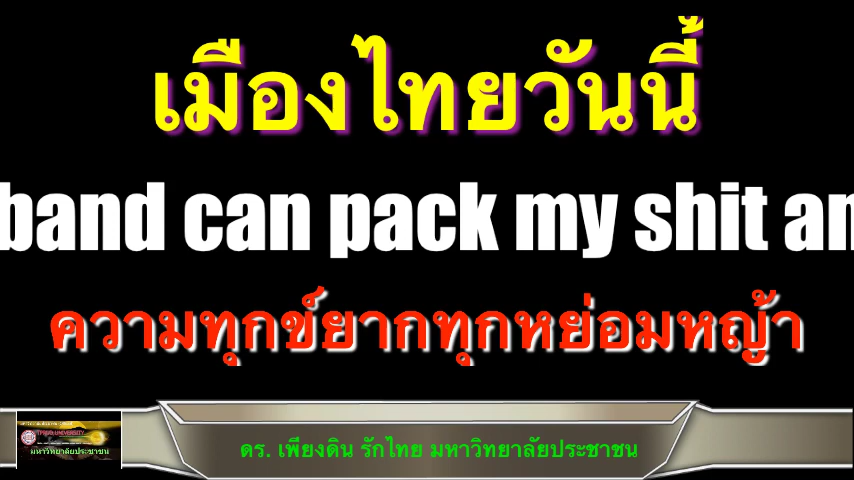 เมืองไทยวันนี้
band can pack my shit an
ความทุกข์ยากทุกหย่อมหญ้า
ดร. เพียงดิน รักไทย มหาวิทยาลัยประชาชน
UNIVERSITY
มหาวิทยาลัยประชาชน